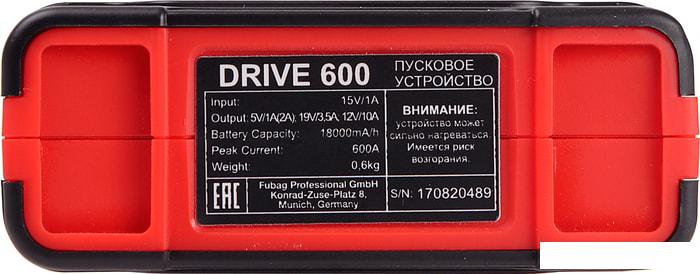 DRIVE 600
ПУСКОВОЕ
УСТРОЙСТВО
Input: 15V/1A
Output: 5V/1A(2A); 19V/3,5A; 12V/10A
Battery Capacity: 18000mA/h
Peak Current: 600A
Weight: 0,6kg
ВНИМАНИЕ:
устройство может
сильно нагреваться.
Имеется риск
возгорания.
EAC
Fubag Professional GmbH
Konrad-Zuse-Platz 8,
Munich, Germany
S/N: 170820489